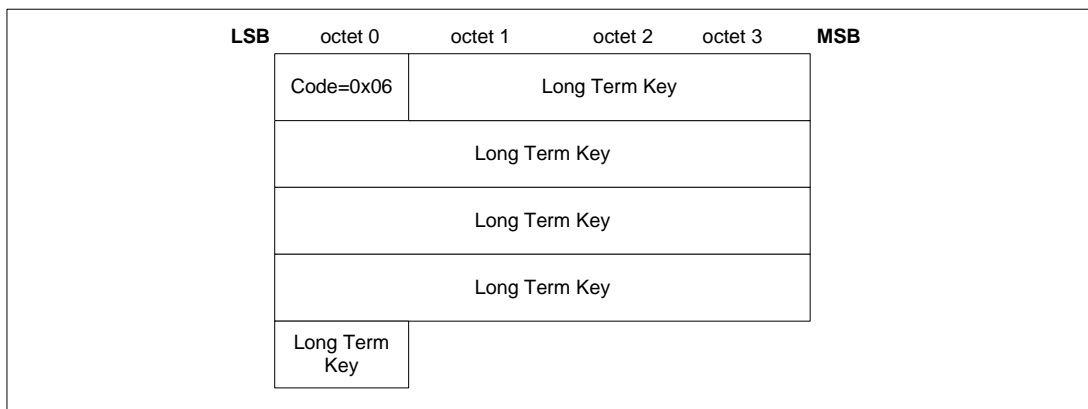 LSB octet 0 octet 1 octet 2 octet 3 MSB
Code=0x06 Long Term Key
Long Term Key
Long Term Key
Long Term Key
Long Term
Key